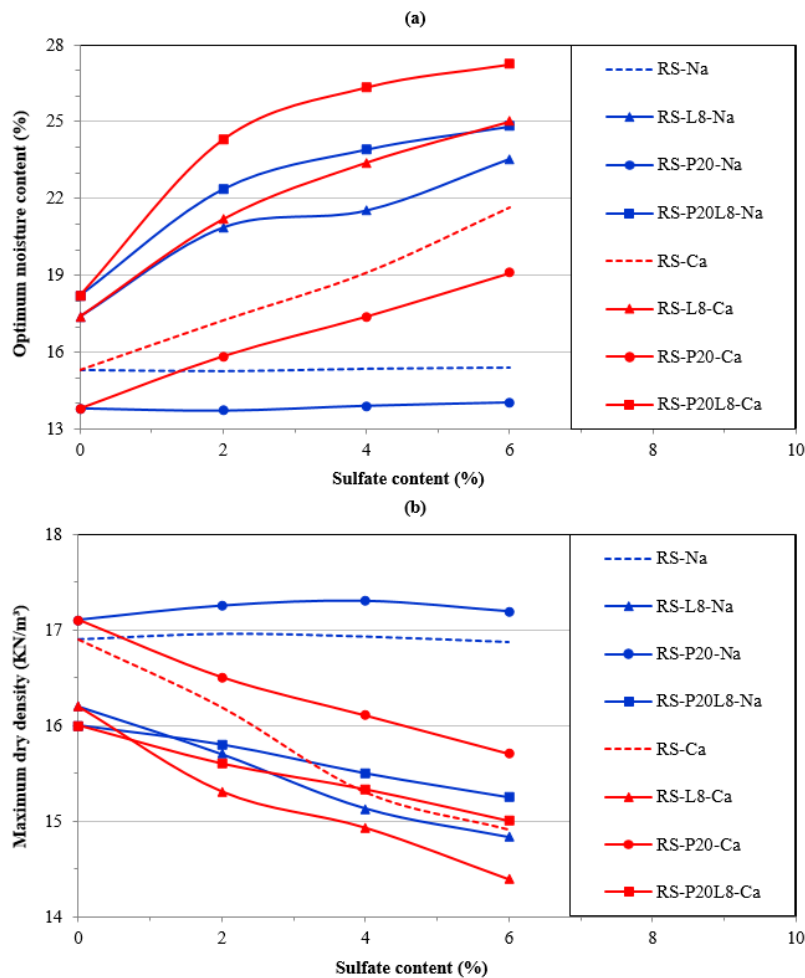 (a)
Optimum moisture content (%)
28
25
22
19
16
13
0
2
4
6
8
10
Sulfate content (%)
RS-Na
RS-L8-Na
RS-P20-Na
RS-P20L8-Na
RS-Ca
RS-L8-Ca
RS-P20-Ca
RS-P20L8-Ca
(b)
Maximum dry density (KN/m³)
18
17
16
15
14
0
2
4
6
8
10
Sulfate content (%)
RS-Na
RS-L8-Na
RS-P20-Na
RS-P20L8-Na
RS-Ca
RS-L8-Ca
RS-P20-Ca
RS-P20L8-Ca